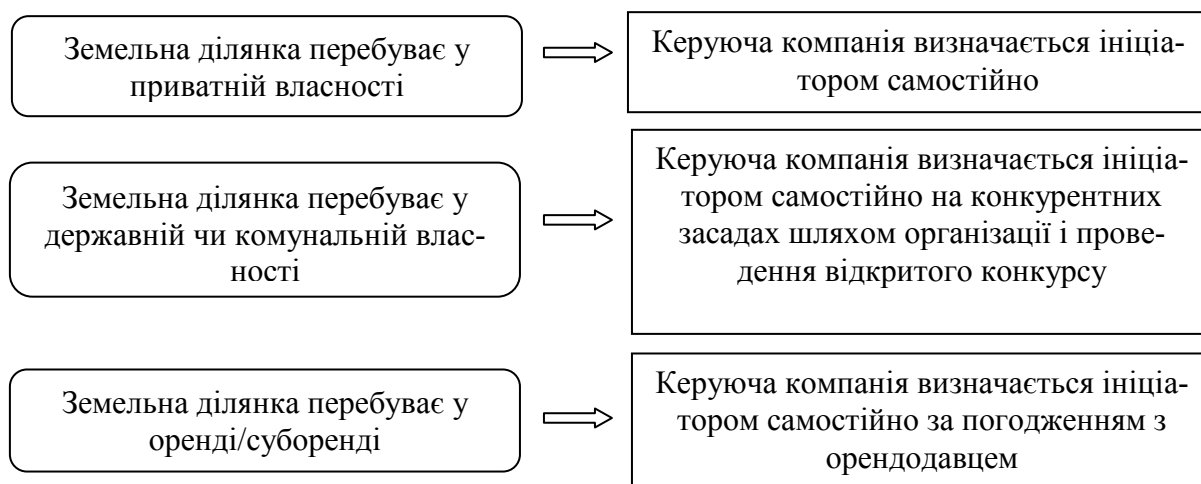 Земельна ділянка перебуває у
приватній власності
Керуюча компанія визначається ініціа-
тором самостійно
Земельна ділянка перебуває у
державній чи комунальній влас-
ності
Керуюча компанія визначається ініціа-
тором самостійно на конкурентних
засадах шляхом організації і прове-
дення відкритого конкурсу
Земельна ділянка перебуває у
оренді/суборенді
Керуюча компанія визначається ініціа-
тором самостійно за погодженням з
орендодавцем